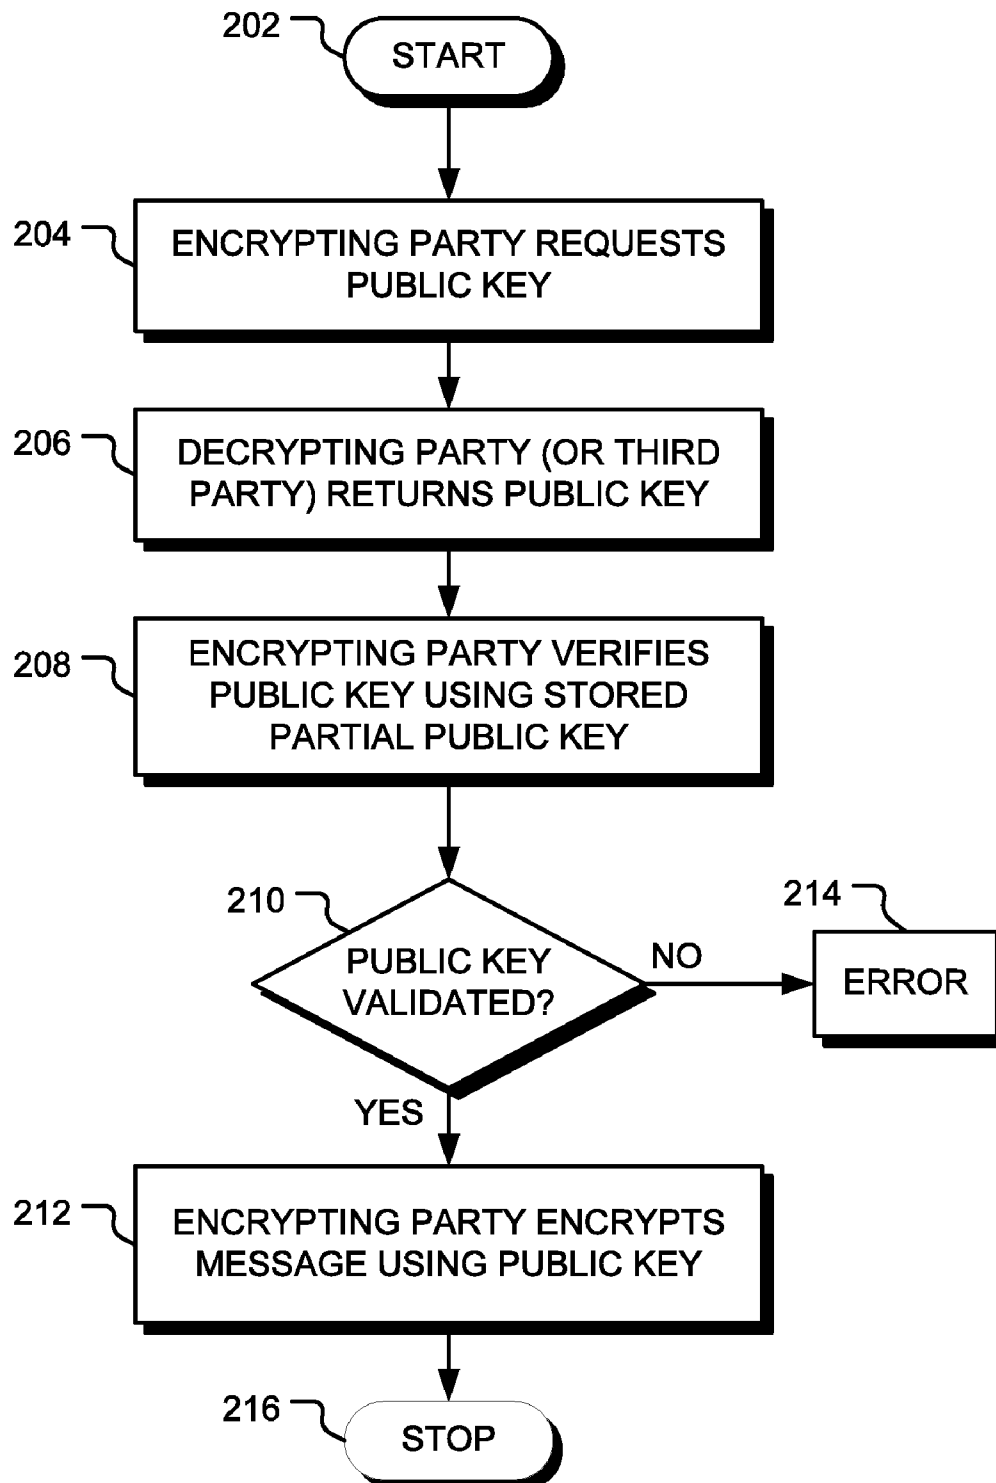 202
START
204
ENCRYPTING PARTY REQUESTS
PUBLIC KEY
206
DECRYPTING PARTY (OR THIRD
PARTY) RETURNS PUBLIC KEY
208
ENCRYPTING PARTY VERIFIES
PUBLIC KEY USING STORED
PARTIAL PUBLIC KEY
210
PUBLIC KEY
VALIDATED?
NO
214
ERROR
YES
212
ENCRYPTING PARTY ENCRYPTS
MESSAGE USING PUBLIC KEY
216
STOP